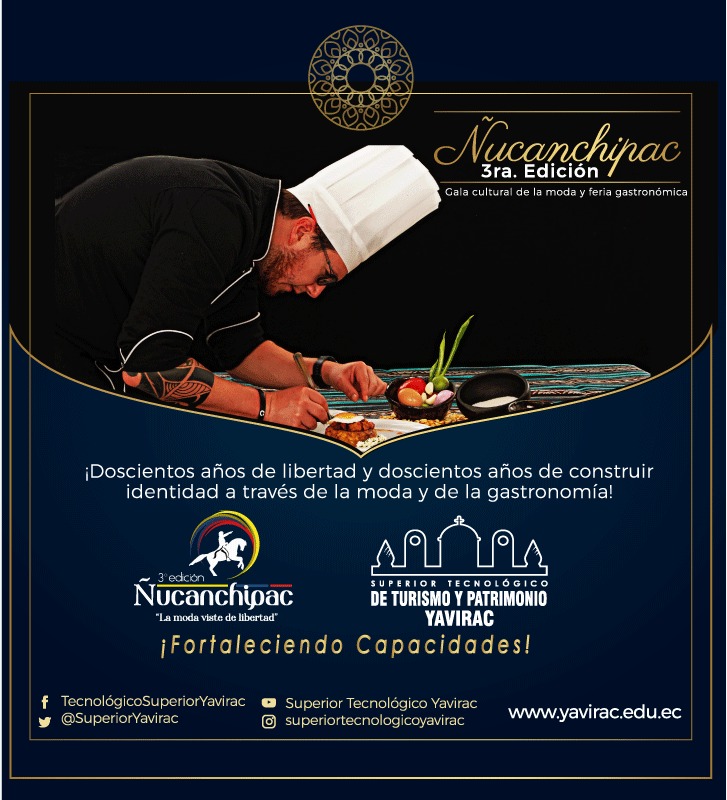 Ñucanchipac
3ra. Edición
Gala cultural de la moda y feria gastronómica
¡Doscientos años de libertad y doscientos años de construir
identidad a través de la moda y de la gastronomía!
3º edición
Ñucanchipac
"La moda viste de libertad"
SUPERIOR TECNOLÓGICO
DE TURISMO Y PATRIMONIO
YAVIRAC
¡Fortaleciendo Capacidades!
TecnológicoSuperiorYavirac
@SuperiorYavirac
Superior Tecnológico Yavirac
superiortecnologicoyavirac
www.yavirac.edu.ec